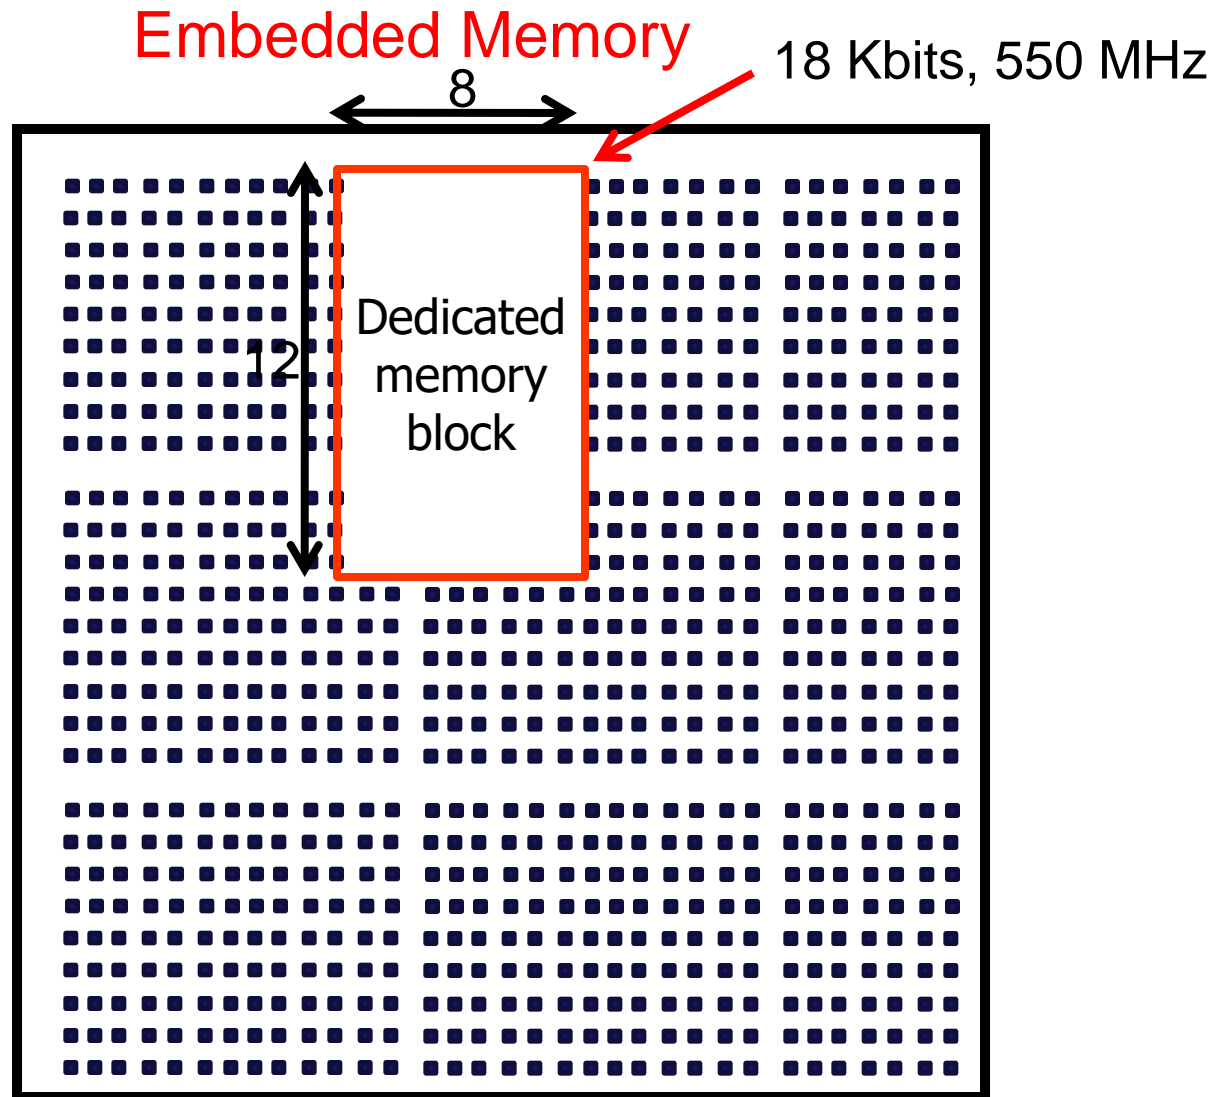 Embedded Memory
18 Kbits, 550 MHz
8
12
Dedicated
memory
block